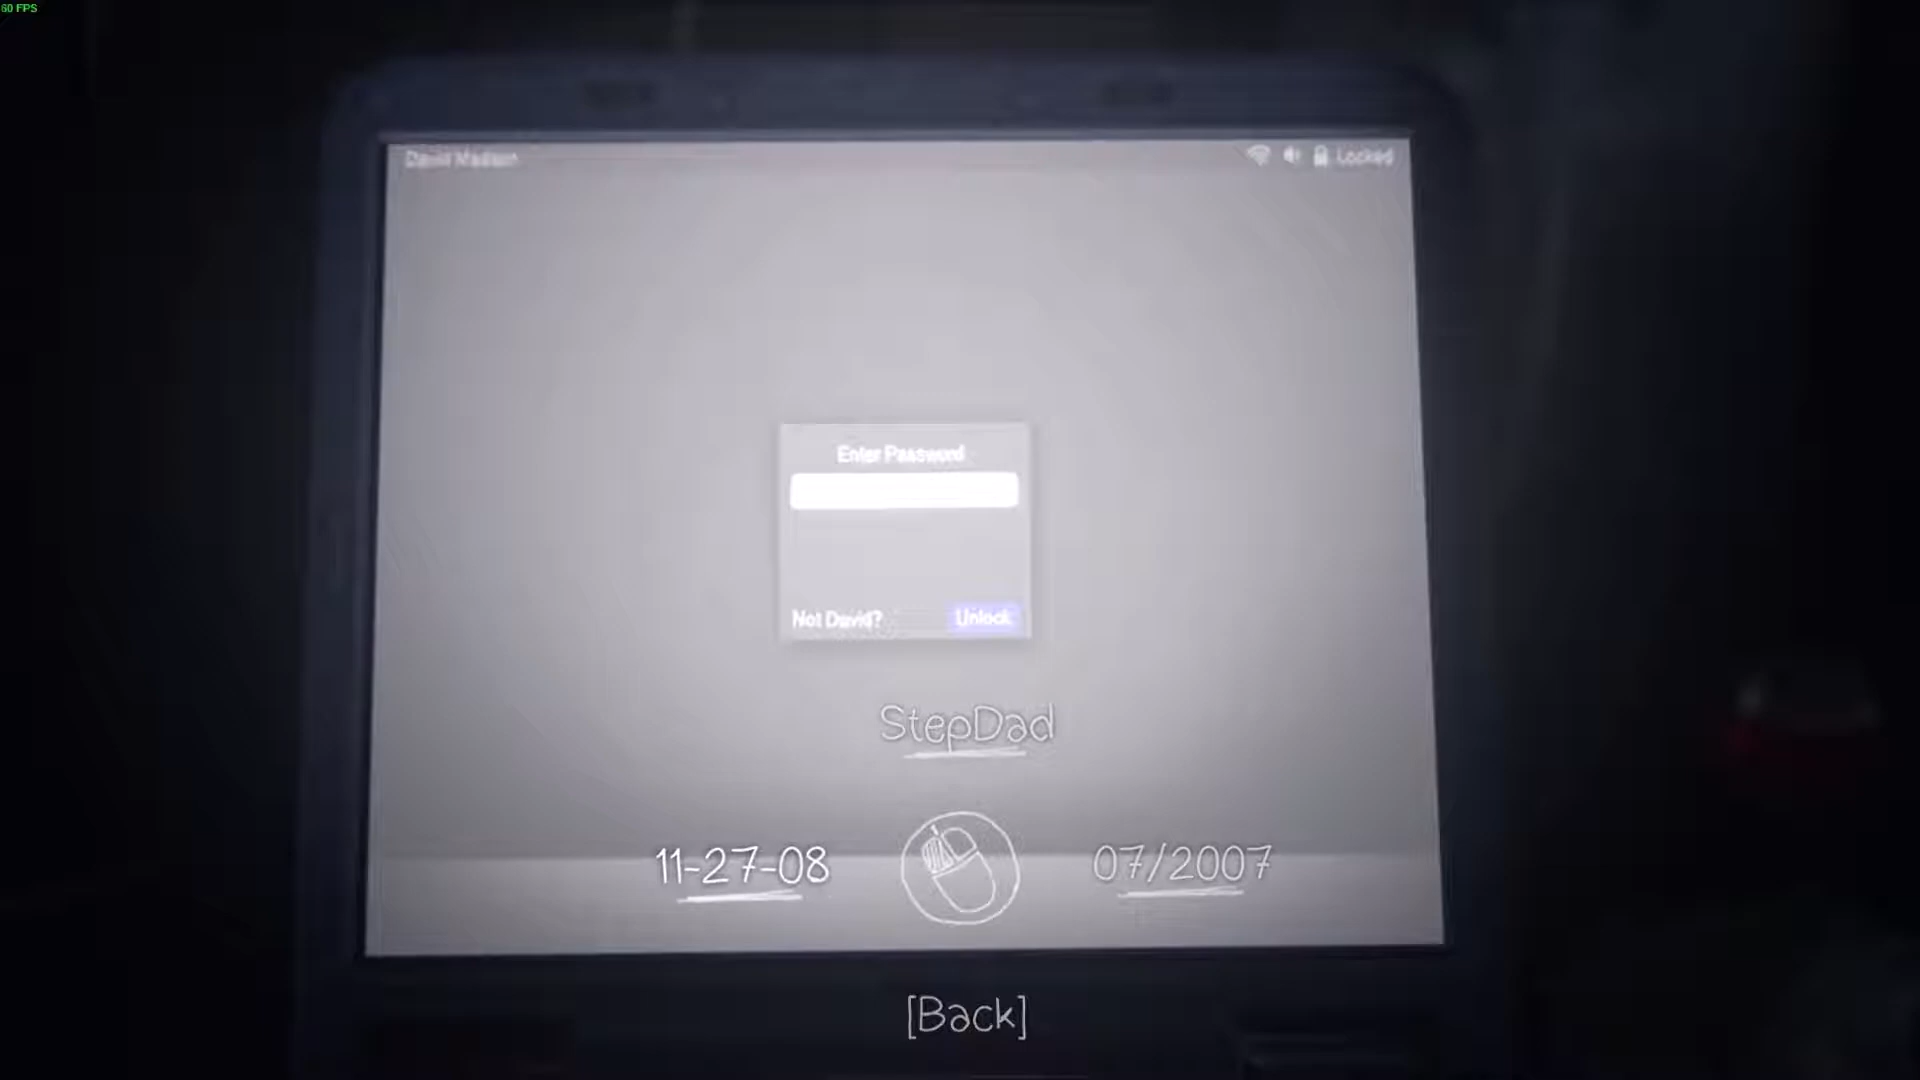 60 FPS
David Madsen
Locked
Enter Password
Not David?
Unlock
StepDad
11-27-08
07/2007
[Back]